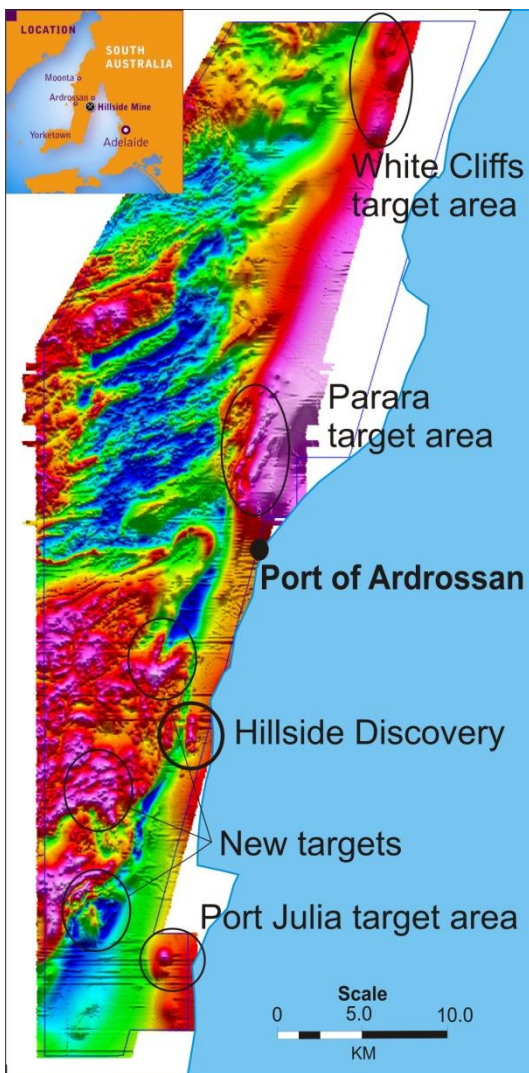 LOCATION
SOUTH
AUSTRALIA
Moonta
Ardrossan
Hillside Mine
Yorketown
Adelaide
White Cliffs
target area
Parara
target area
Port of Ardrossan
Hillside Discovery
New targets
Port Julia target area
Scale
0 5.0 10.0
KM